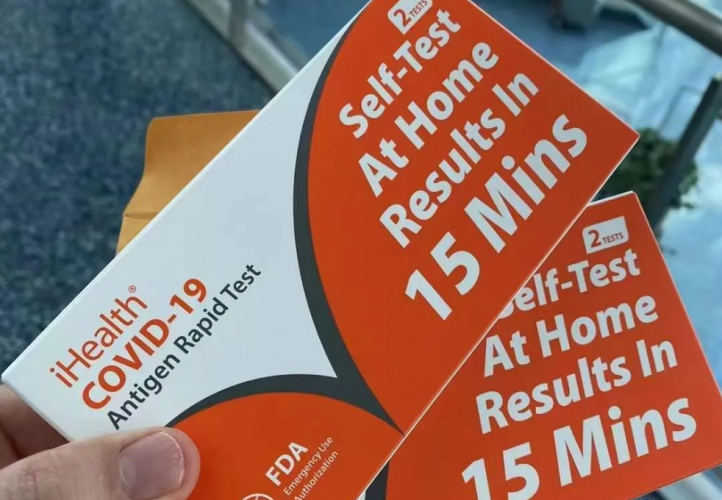 2 TESTS
Self-Test
At Home
Results In
15 Mins
iHealth®
COVID-19
Antigen Rapid Test
FDA
Emergency Use
Authorization
2 TESTS
Self-Test
At Home
Results In
15 Mins